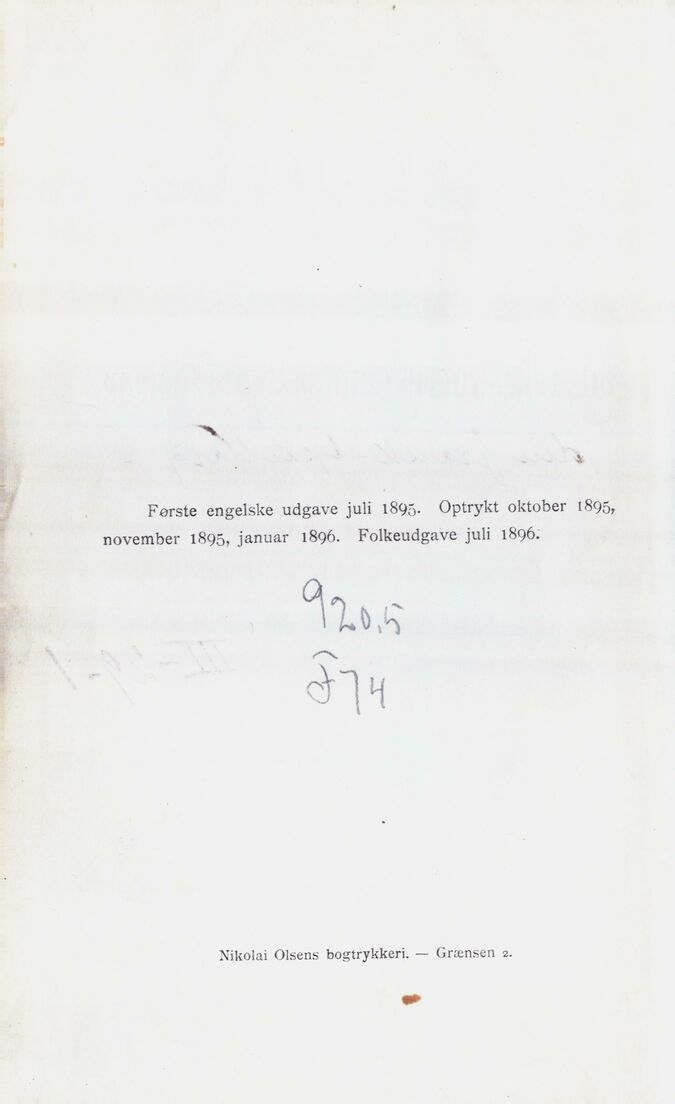 Første engelske udgave juli 1895. Optrykt oktober 1895,
november 1895, januar 1896. Folkeudgave juli 1896.
920.5
F74
Nikolai Olsens bogtrykkeri. — Grænsen 2.